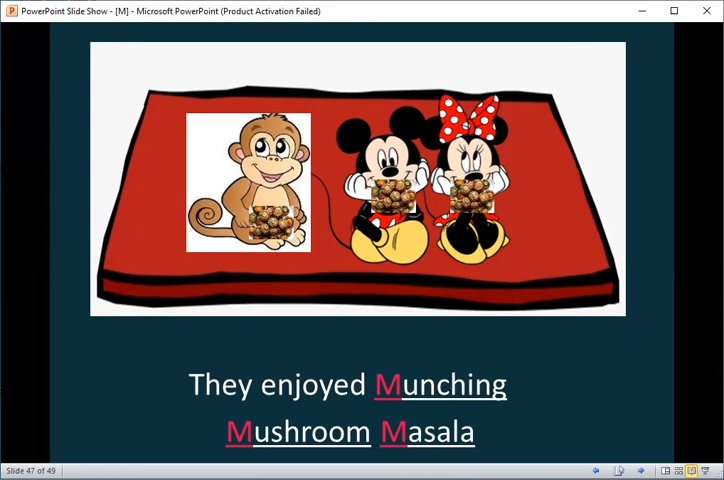 PowerPoint Slide Show - [M] - Microsoft PowerPoint (Product Activation Failed)
They enjoyed Munching
Mushroom Masala
Slide 47 of 49